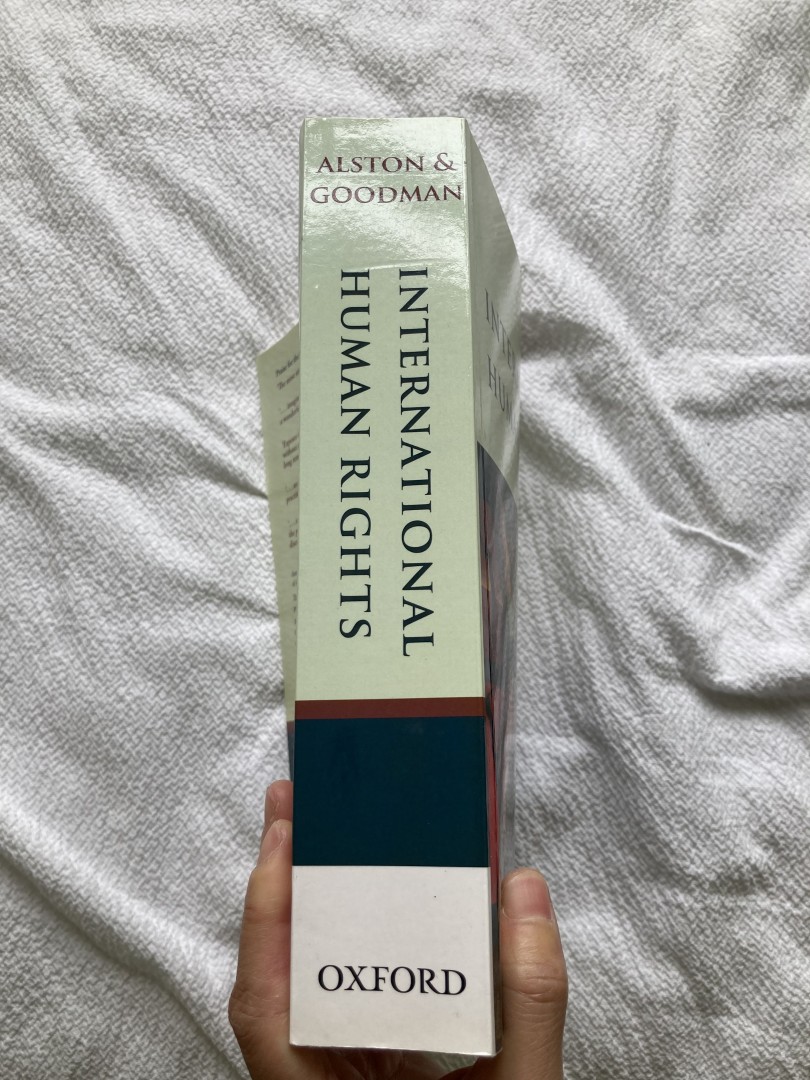 ALSTON &
GOODMAN
INTERNATIONAL
HUMAN RIGHTS
OXFORD